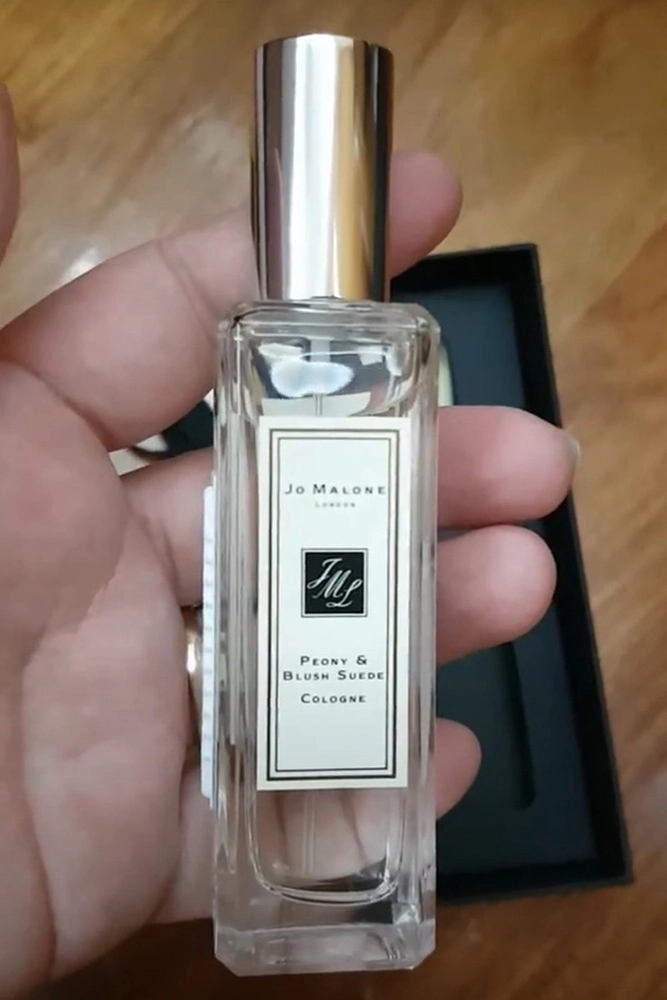 JO MALONE
LONDON
JML
PEONY &
BLUSH SUEDE
COLOGNE